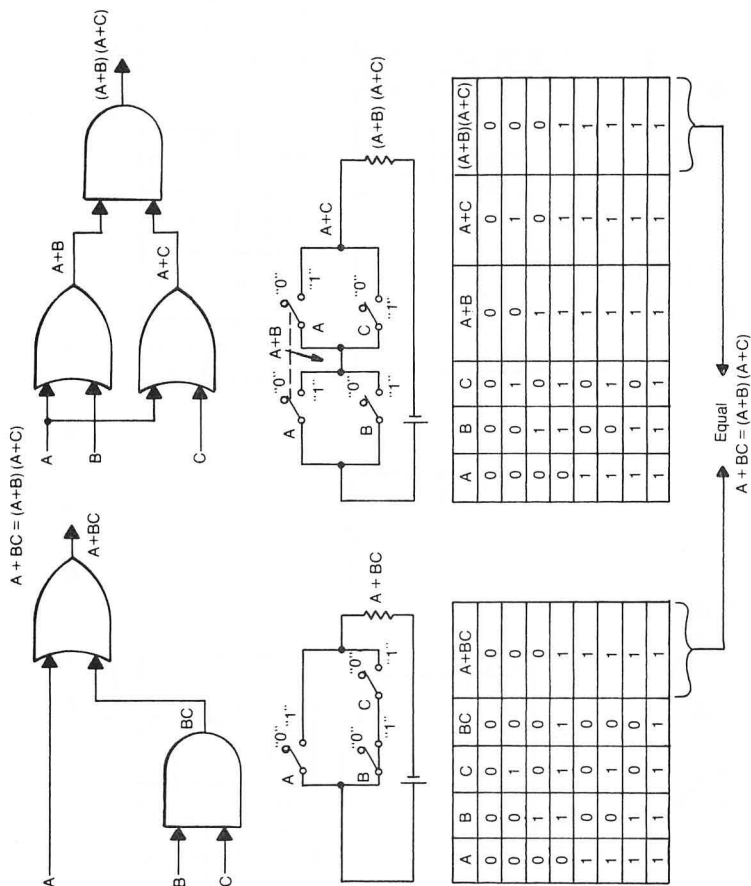 A + BC = (A+B) (A+C)
A
B
C
BC
A+BC
A
B
C
A+B
A+C
(A+B) (A+C)
A
"0"
"1"
B
"0"
"1"
C
"0"
"1"
A + BC
A
"0"
"1"
B
"0"
"1"
A+B
A
"0"
"1"
C
"0"
"1"
A+C
(A+B) (A+C)
A B C BC A+BC
0 0 0 0 0
0 0 1 0 0
0 1 0 0 0
0 1 1 1 1
1 0 0 0 1
1 0 1 0 1
1 1 0 0 1
1 1 1 1 1
A B C A+B A+C (A+B)(A+C)
0 0 0 0 0 0
0 0 1 0 1 0
0 1 0 1 0 0
0 1 1 1 1 1
1 0 0 1 1 1
1 0 1 1 1 1
1 1 0 1 1 1
1 1 1 1 1 1
Equal
A + BC = (A+B) (A+C)